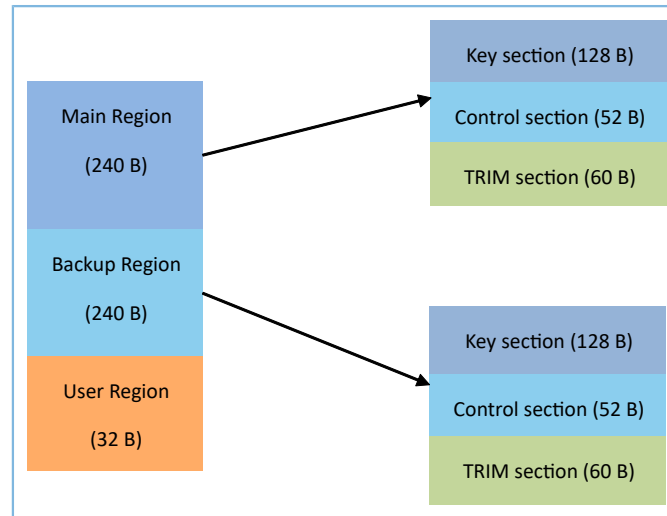 Main Region
(240 B)
Backup Region
(240 B)
User Region
(32 B)
Key section (128 B)
Control section (52 B)
TRIM section (60 B)
Key section (128 B)
Control section (52 B)
TRIM section (60 B)